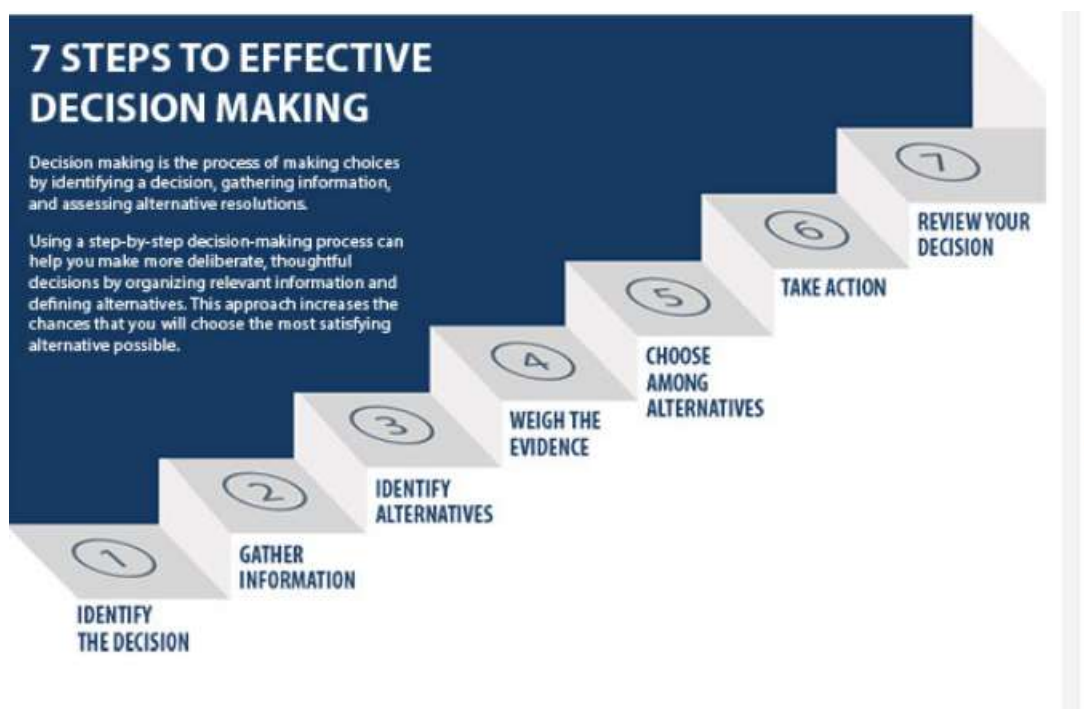 7 STEPS TO EFFECTIVE
DECISION MAKING
Decision making is the process of making choices
by identifying a decision, gathering information,
and assessing alternative resolutions.
Using a step-by-step decision-making process can
help you make more deliberate, thoughtful
decisions by organizing relevant information and
defining alternatives. This approach increases the
chances that you will choose the most satisfying
alternative possible.
1
IDENTIFY
THE DECISION
2
GATHER
INFORMATION
3
IDENTIFY
ALTERNATIVES
4
WEIGH THE
EVIDENCE
5
CHOOSE
AMONG
ALTERNATIVES
6
TAKE ACTION
7
REVIEW YOUR
DECISION